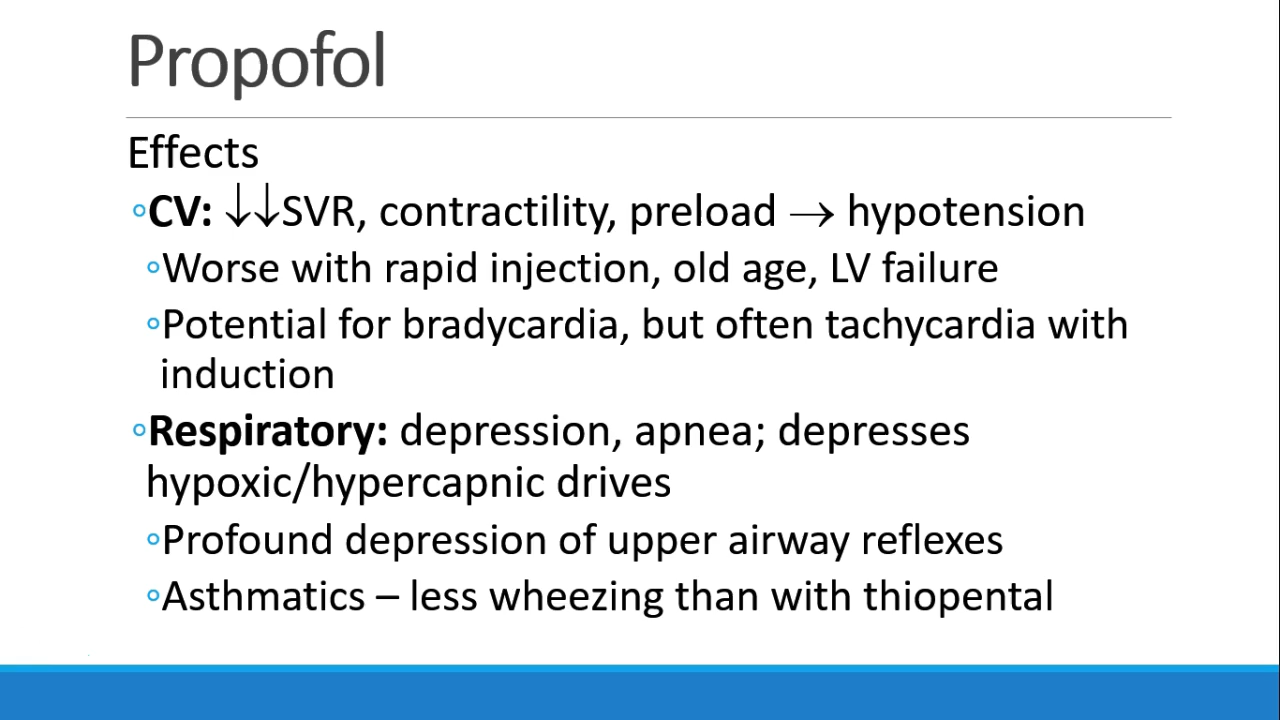 Propofol
Effects
◦CV: ↓↓SVR, contractility, preload → hypotension
◦Worse with rapid injection, old age, LV failure
◦Potential for bradycardia, but often tachycardia with
induction
◦Respiratory: depression, apnea; depresses
hypoxic/hypercapnic drives
◦Profound depression of upper airway reflexes
◦Asthmatics – less wheezing than with thiopental